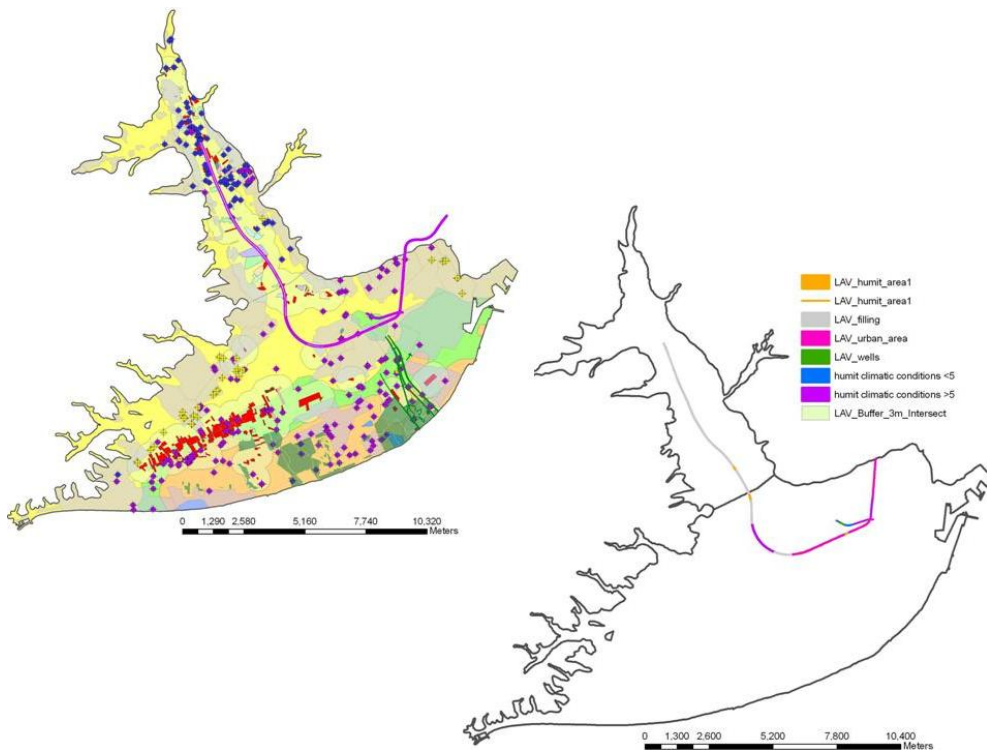 0 1,290 2,580 5,160 7,740 10,320
Meters
LAV_humit_area1
LAV_humit_area1
LAV_filling
LAV_urban_area
LAV_wells
humit climatic conditions <5
humit climatic conditions >5
LAV_Buffer_3m_Intersect
0 1,300 2,600 5,200 7,800 10,400
Meters